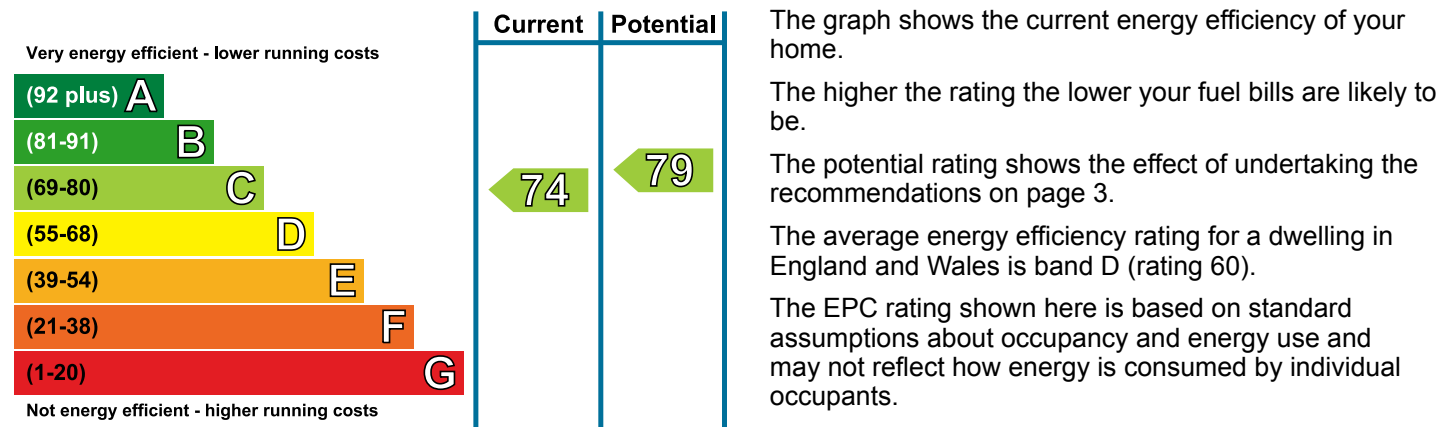 Current Potential
Very energy efficient - lower running costs
(92 plus) A
(81-91) B
(69-80) C
(55-68) D
(39-54) E
(21-38) F
(1-20) G
Not energy efficient - higher running costs
74
79
The graph shows the current energy efficiency of your
home.
The higher the rating the lower your fuel bills are likely to
be.
The potential rating shows the effect of undertaking the
recommendations on page 3.
The average energy efficiency rating for a dwelling in
England and Wales is band D (rating 60).
The EPC rating shown here is based on standard
assumptions about occupancy and energy use and
may not reflect how energy is consumed by individual
occupants.